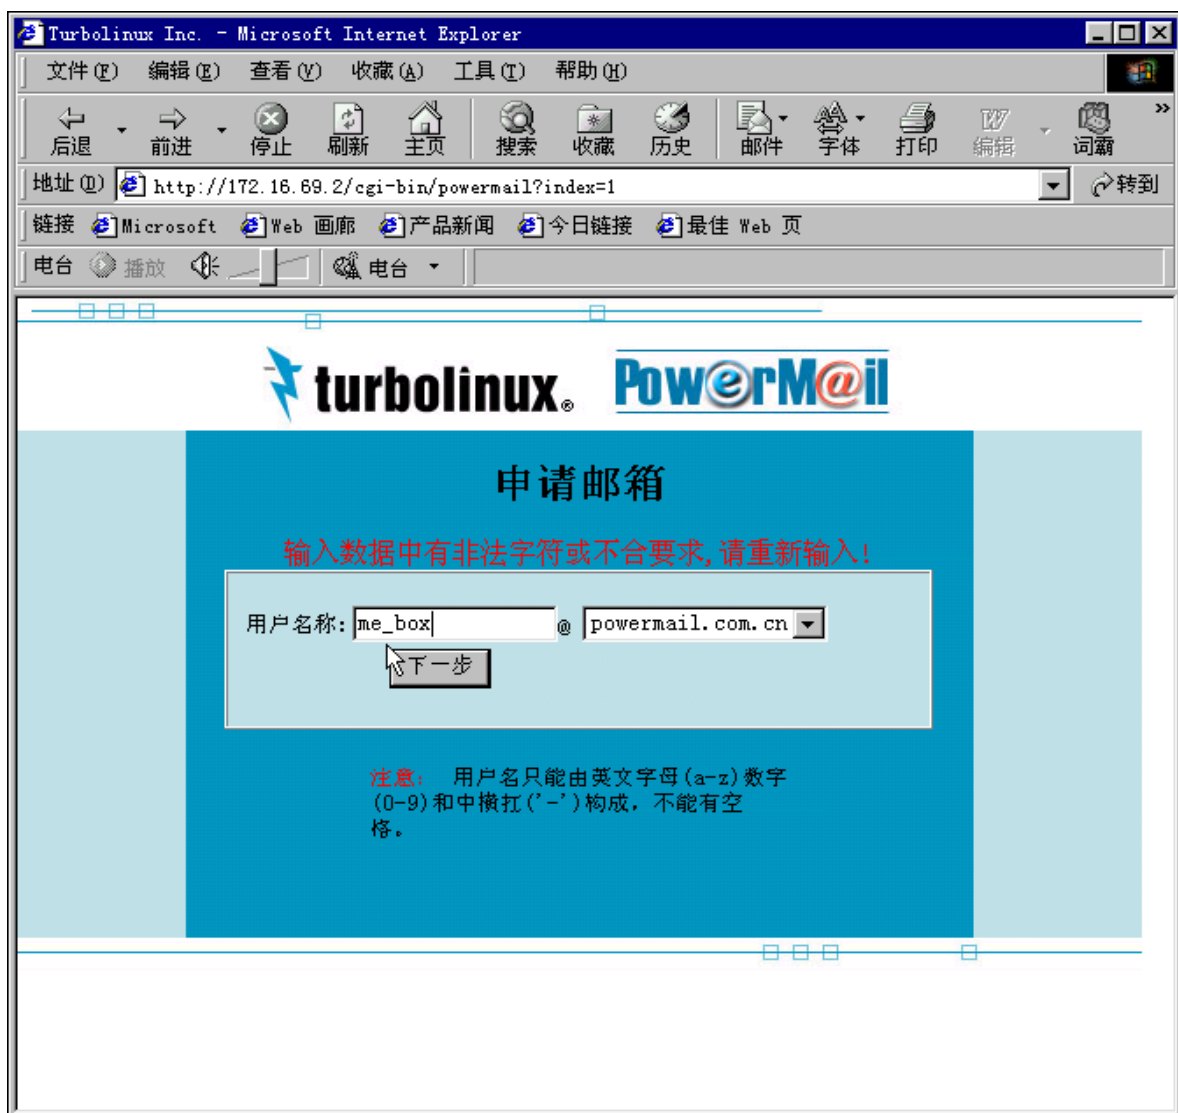 Turbolinux Inc. - Microsoft Internet Explorer
文件(F) 编辑(E) 查看(V) 收藏(A) 工具(T) 帮助(H)
后退 前进 停止 刷新 主页 搜索 收藏 历史 邮件 字体 打印 编辑 词霸 »
地址(D) http://172.16.69.2/cgi-bin/powermail?index=1 转到
链接 Microsoft Web 画廊 产品新闻 今日链接 最佳 Web 页
电台 播放 电台
turbolinux® PowerM@il
申请邮箱
输入数据中有非法字符或不合要求,请重新输入!
用户名称: me_box @ powermail.com.cn
下一步
注意: 用户名只能由英文字母(a-z)数字
(0-9)和中横扛('-')构成, 不能有空
格。